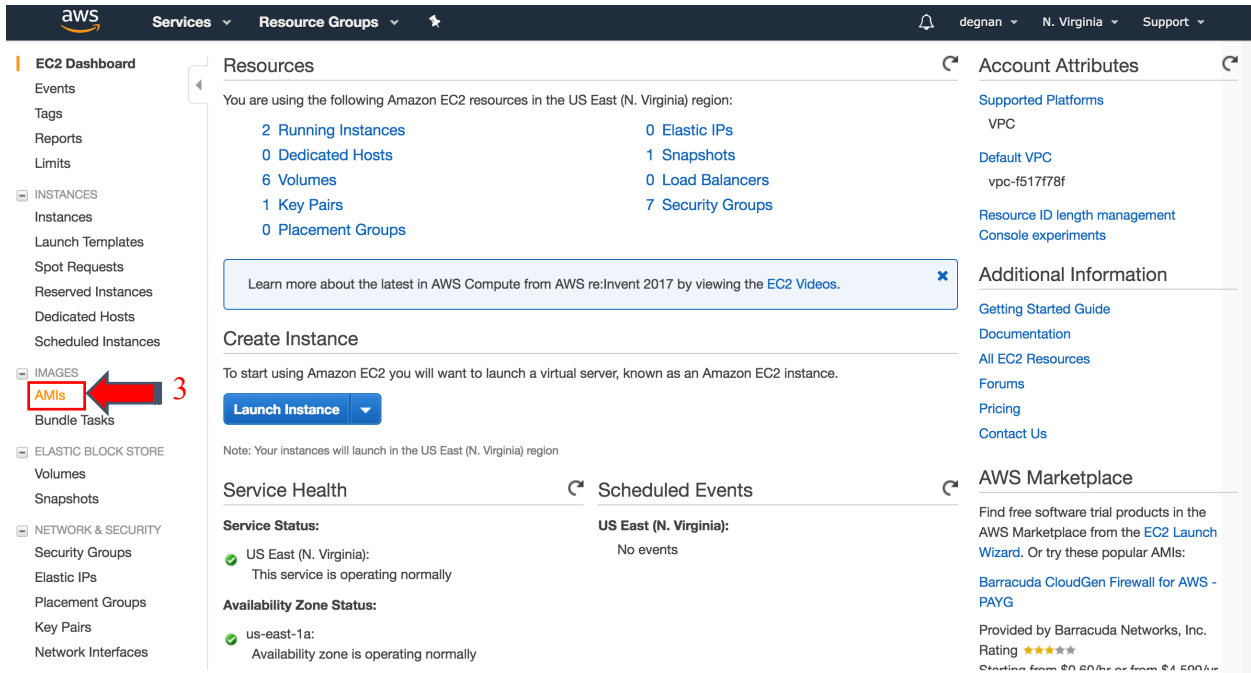 aws
Services
Resource Groups
degnan
N. Virginia
Support
EC2 Dashboard
Events
Tags
Reports
Limits
INSTANCES
Instances
Launch Templates
Spot Requests
Reserved Instances
Dedicated Hosts
Scheduled Instances
IMAGES
AMIs
3
Bundle Tasks
ELASTIC BLOCK STORE
Volumes
Snapshots
NETWORK & SECURITY
Security Groups
Elastic IPs
Placement Groups
Key Pairs
Network Interfaces
Resources
You are using the following Amazon EC2 resources in the US East (N. Virginia) region:
2 Running Instances
0 Dedicated Hosts
6 Volumes
1 Key Pairs
0 Placement Groups
0 Elastic IPs
1 Snapshots
0 Load Balancers
7 Security Groups
Learn more about the latest in AWS Compute from AWS re:Invent 2017 by viewing the EC2 Videos.
Create Instance
To start using Amazon EC2 you will want to launch a virtual server, known as an Amazon EC2 instance.
Launch Instance
Note: Your instances will launch in the US East (N. Virginia) region
Service Health
Service Status:
US East (N. Virginia):
This service is operating normally
Availability Zone Status:
us-east-1a:
Availability zone is operating normally
Scheduled Events
US East (N. Virginia):
No events
Account Attributes
Supported Platforms
VPC
Default VPC
vpc-f517f78f
Resource ID length management
Console experiments
Additional Information
Getting Started Guide
Documentation
All EC2 Resources
Forums
Pricing
Contact Us
AWS Marketplace
Find free software trial products in the
AWS Marketplace from the EC2 Launch
Wizard. Or try these popular AMIs:
Barracuda CloudGen Firewall for AWS -
PAYG
Provided by Barracuda Networks, Inc.
Rating
Starting from $0.60/hr or from $4,599/yr